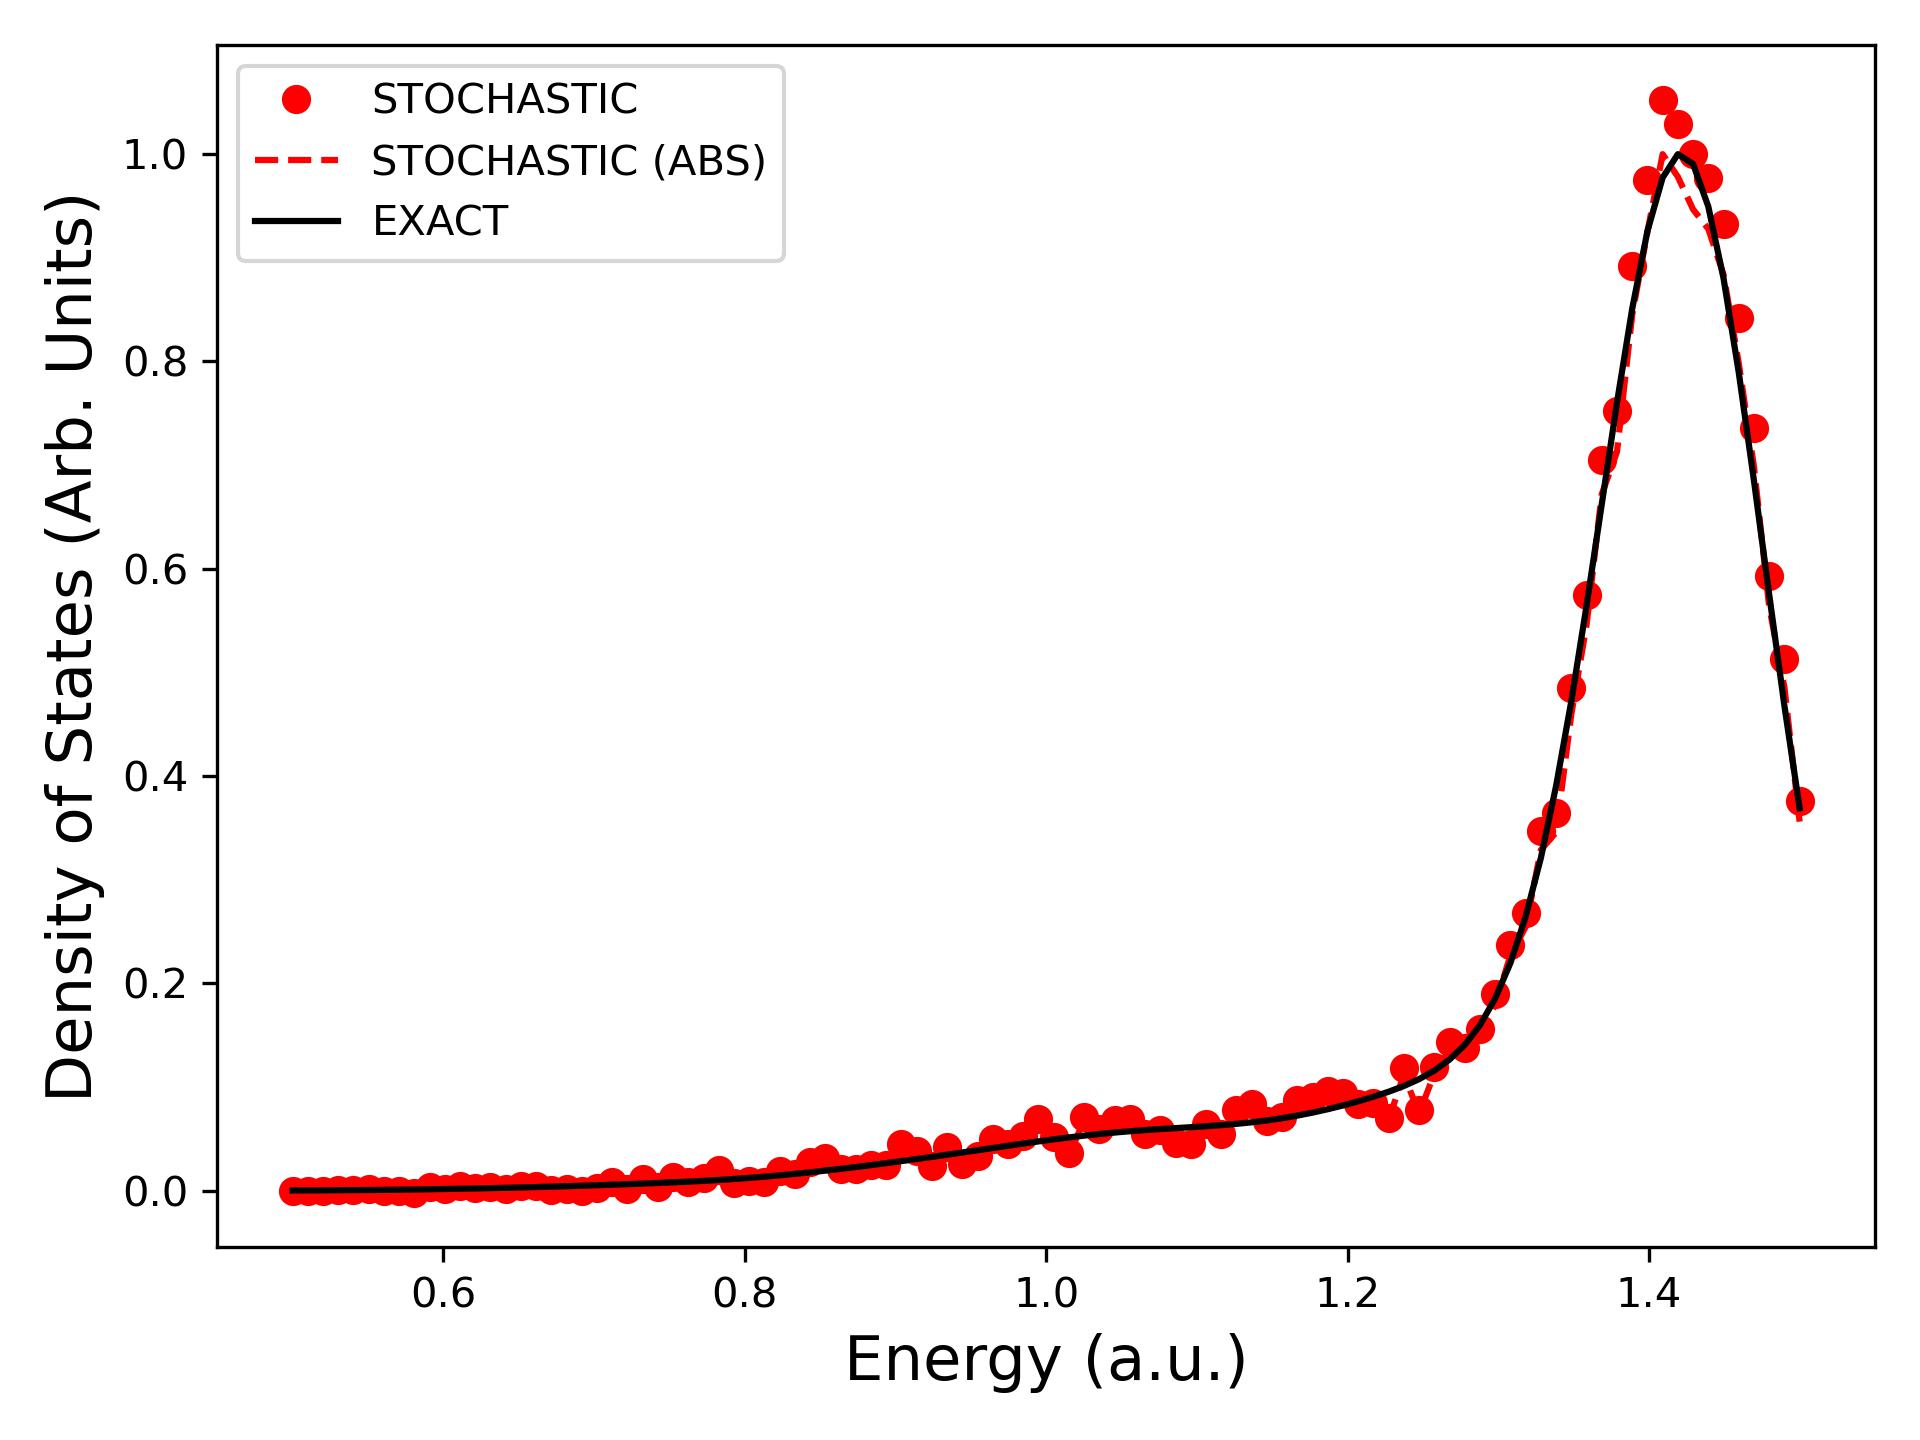 STOCHASTIC
STOCHASTIC (ABS)
EXACT
Density of States (Arb. Units)
1.0
0.8
0.6
0.4
0.2
0.0
0.6 0.8 1.0 1.2 1.4
Energy (a.u.)